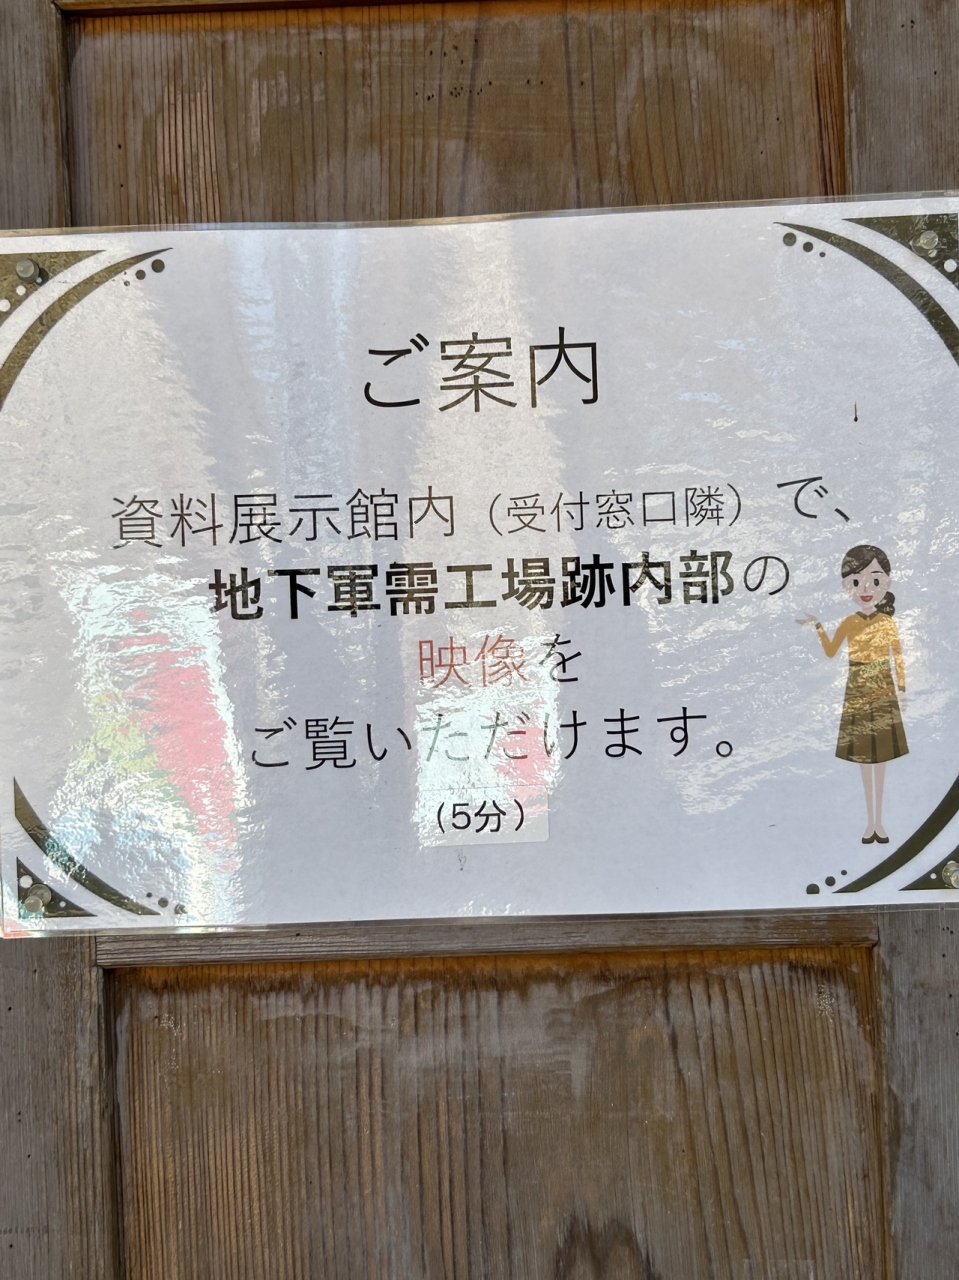 ご案内
資料展示館内（受付窓口隣）で、
地下軍需工場跡内部の
映像を
ご覧いただけます。
（5分）